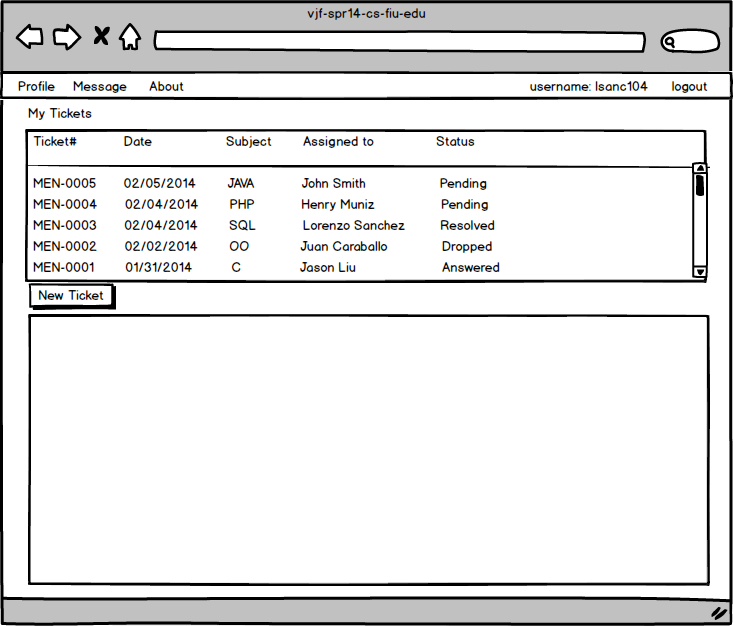 vjf-spr14-cs-fiu-edu
Profile Message About username: lsanc104 logout
My Tickets
Ticket# Date Subject Assigned to Status
MEN-0005 02/05/2014 JAVA John Smith Pending
MEN-0004 02/04/2014 PHP Henry Muniz Pending
MEN-0003 02/04/2014 SQL Lorenzo Sanchez Resolved
MEN-0002 02/02/2014 OO Juan Caraballo Dropped
MEN-0001 01/31/2014 C Jason Liu Answered
New Ticket